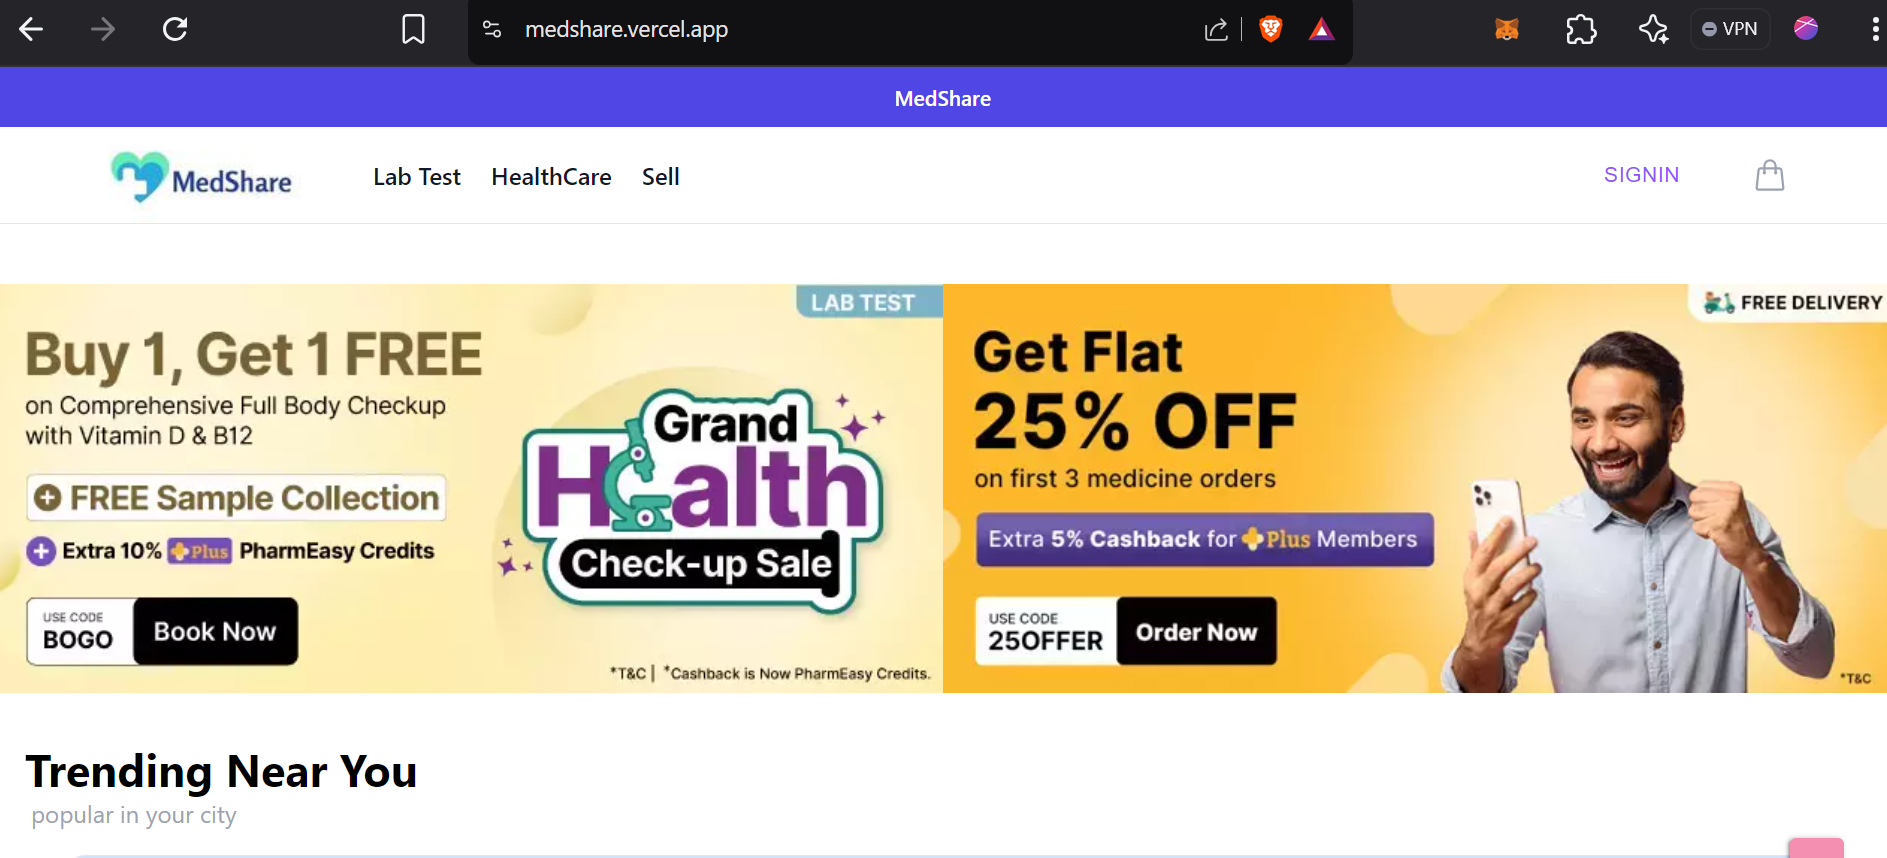 medshare.vercel.app
VPN
MedShare
MedShare
Lab Test
HealthCare
Sell
SIGNIN
LAB TEST
Buy 1, Get 1 FREE
on Comprehensive Full Body Checkup
with Vitamin D & B12
FREE Sample Collection
Extra 10% Plus PharmEasy Credits
USE CODE
BOGO
Book Now
Grand
Health
Check-up Sale
*T&C | *Cashback is Now PharmEasy Credits.
FREE DELIVERY
Get Flat
25% OFF
on first 3 medicine orders
Extra 5% Cashback for Plus Members
USE CODE
25OFFER
Order Now
*T&C
Trending Near You
popular in your city